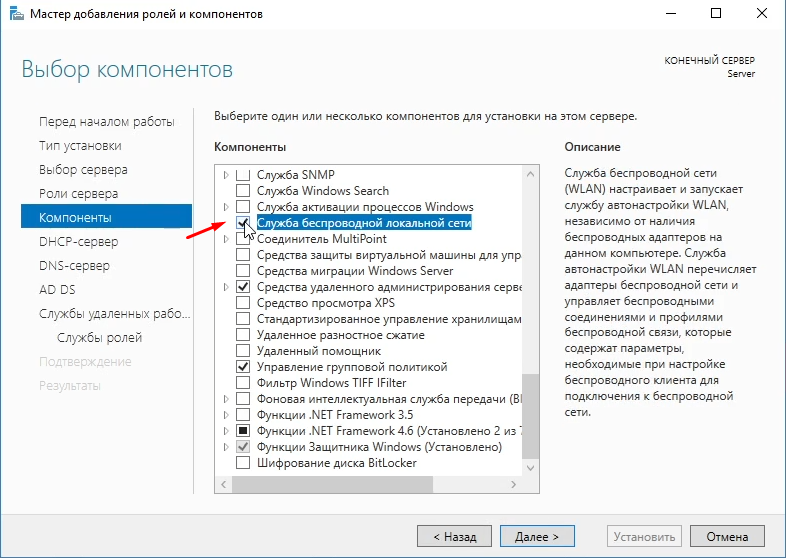 Мастер добавления ролей и компонентов
Выбор компонентов
КОНЕЧНЫЙ СЕРВЕР
Server
Перед началом работы
Тип установки
Выбор сервера
Роли сервера
Компоненты
DHCP-сервер
DNS-сервер
AD DS
Службы удаленных рабо...
Службы ролей
Подтверждение
Результаты
Выберите один или несколько компонентов для установки на этом сервере.
Компоненты
Служба SNMP
Служба Windows Search
Служба активации процессов Windows
Служба беспроводной локальной сети
Соединитель MultiPoint
Средства защиты виртуальной машины для упр
Средства миграции Windows Server
Средства удаленного администрирования серве
Средство просмотра XPS
Стандартизированное управление хранилищам
Удаленное разностное сжатие
Удаленный помощник
Управление групповой политикой
Фильтр Windows TIFF IFilter
Фоновая интеллектуальная служба передачи (BI
Функции .NET Framework 3.5
Функции .NET Framework 4.6 (Установлено 2 из 7
Функции Защитника Windows (Установлено)
Шифрование диска BitLocker
Описание
Служба беспроводной сети
(WLAN) настраивает и запускает
службу автонастройки WLAN,
независимо от наличия
беспроводных адаптеров на
данном компьютере. Служба
автонастройки WLAN перечисляет
адаптеры беспроводной сети и
управляет беспроводными
соединениями и профилями
беспроводной связи, которые
содержат параметры,
необходимые при настройке
беспроводного клиента для
подключения к беспроводной
сети.
< Назад
Далее >
Установить
Отмена